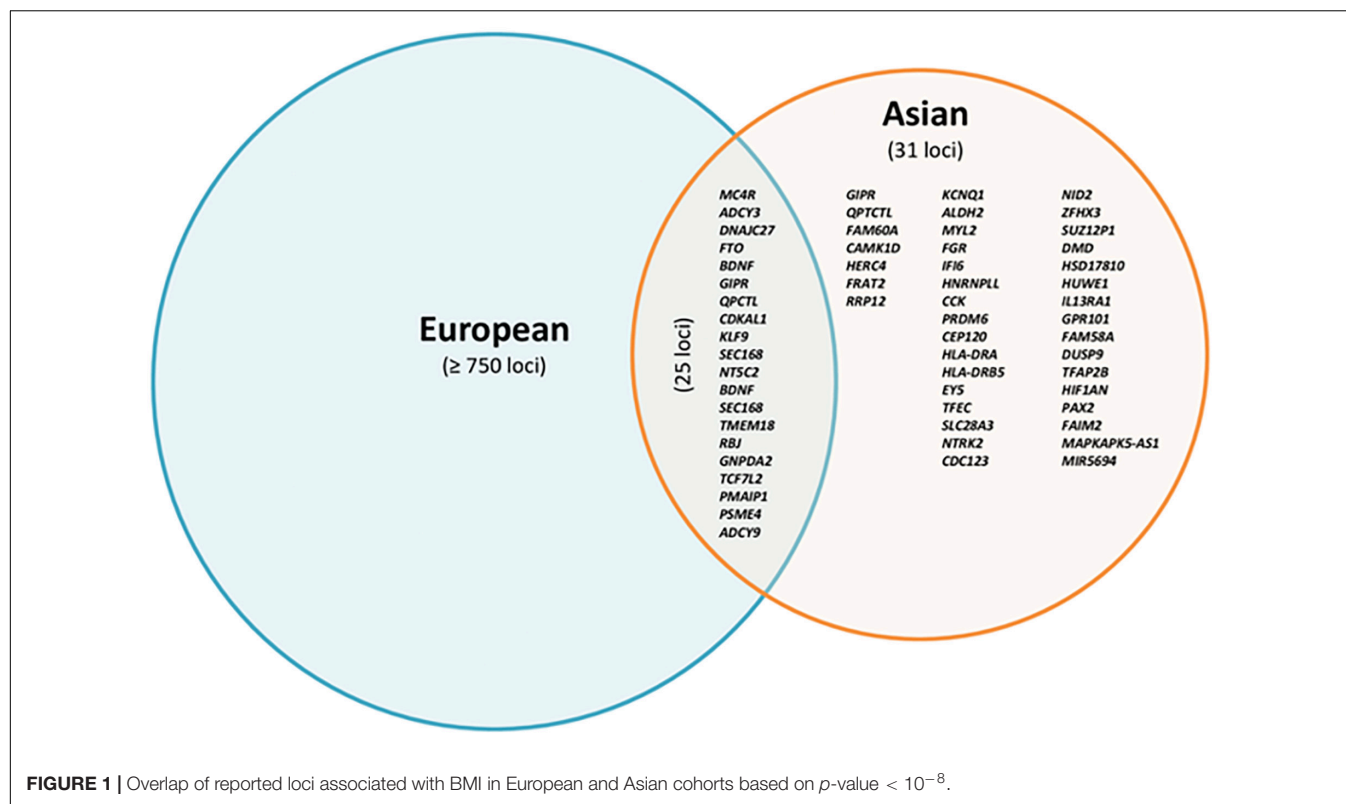 European
(≥ 750 loci)
(25 loci)
MC4R
ADCY3
DNAJC27
FTO
BDNF
GIPR
QPCTL
CDKAL1
KLF9
SEC168
NT5C2
BDNF
SEC168
TMEM18
RBJ
GNPDA2
TCF7L2
PMAIP1
PSME4
ADCY9
Asian
(31 loci)
GIPR
QPTCTL
FAM60A
CAMK1D
HERC4
FRAT2
RRP12
KCNQ1
ALDH2
MYL2
FGR
IFI6
HNRNPLL
CCK
PRDM6
CEP120
HLA-DRA
HLA-DRB5
EY5
TFEC
SLC28A3
NTRK2
CDC123
NID2
ZFHX3
SUZ12P1
DMD
HSD17810
HUWE1
IL13RA1
GPR101
FAM58A
DUSP9
TFAP2B
HIF1AN
PAX2
FAIM2
MAPKAPK5-AS1
MIR5694
FIGURE 1 | Overlap of reported loci associated with BMI in European and Asian cohorts based on p-value < 10⁻⁸.